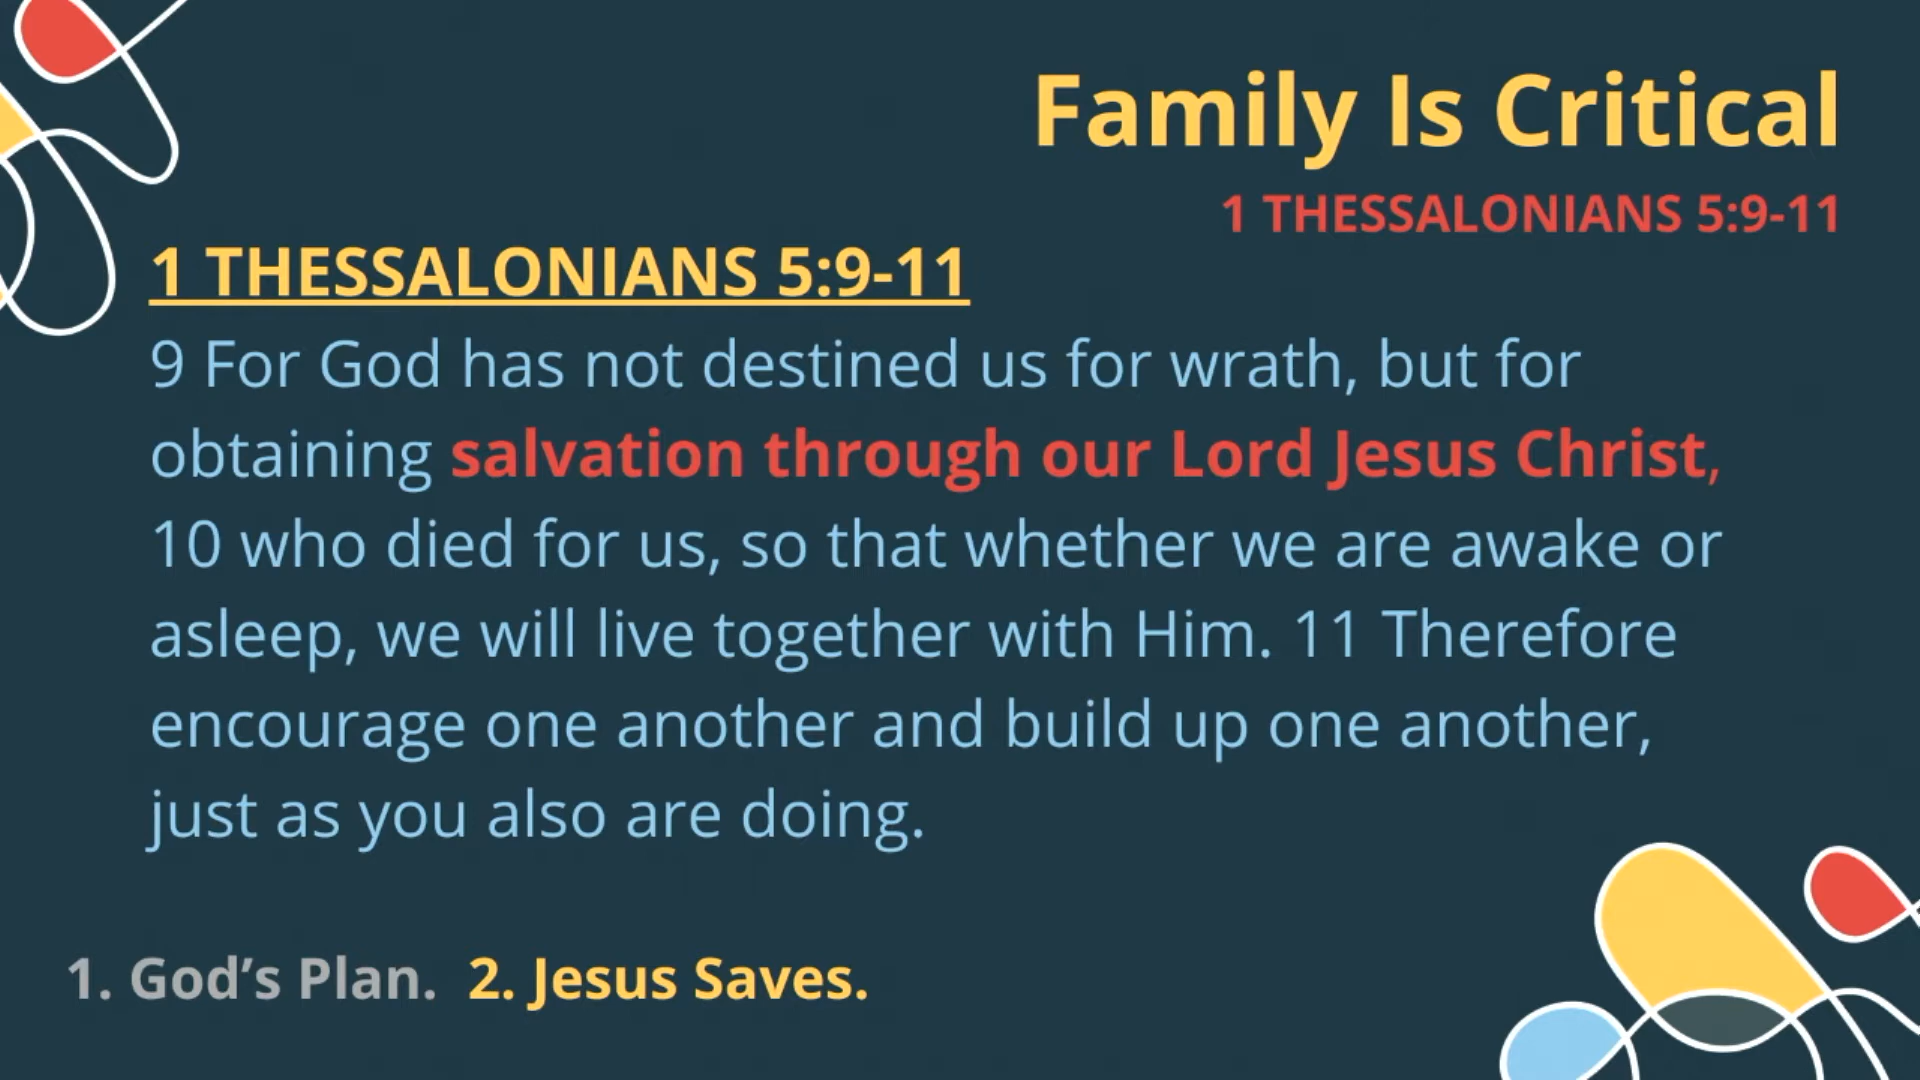 Family Is Critical
1 THESSALONIANS 5:9-11
1 THESSALONIANS 5:9-11
9 For God has not destined us for wrath, but for
obtaining salvation through our Lord Jesus Christ,
10 who died for us, so that whether we are awake or
asleep, we will live together with Him. 11 Therefore
encourage one another and build up one another,
just as you also are doing.
1. God’s Plan. 2. Jesus Saves.